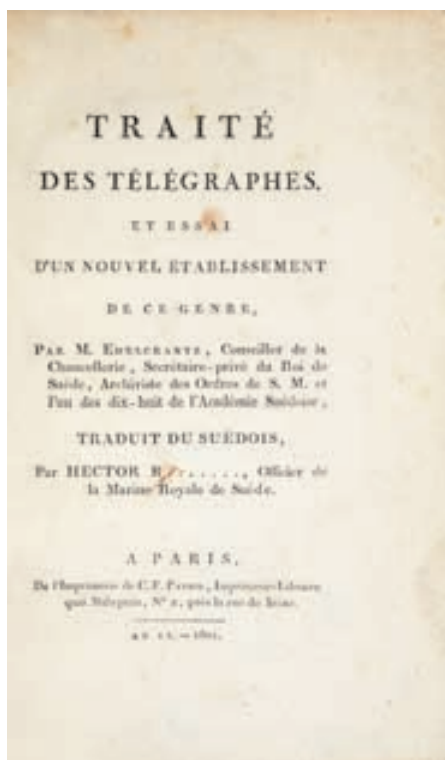 TRAITÉ
DES TÉLÉGRAPHES,
ET ESSAI
D'UN NOUVEL ÉTABLISSEMENT
DE CE GENRE,
PAR M. EDELCRANTZ, Conseiller de la
Chancellerie, Secrétaire-privé du Roi de
Suède, Archiviste des Ordres de S. M. et
l'un des dix-huit de l'Académie Suédoise,
TRADUIT DU SUÉDOIS,
Par HECTOR B......, Officier de
la Marine Royale de Suède.
A PARIS,
De l'Imprimerie de C. F. PATRIS, Imprimeur-Libraire
quai Malaquais, N° 2, près la rue de Seine.
1801.